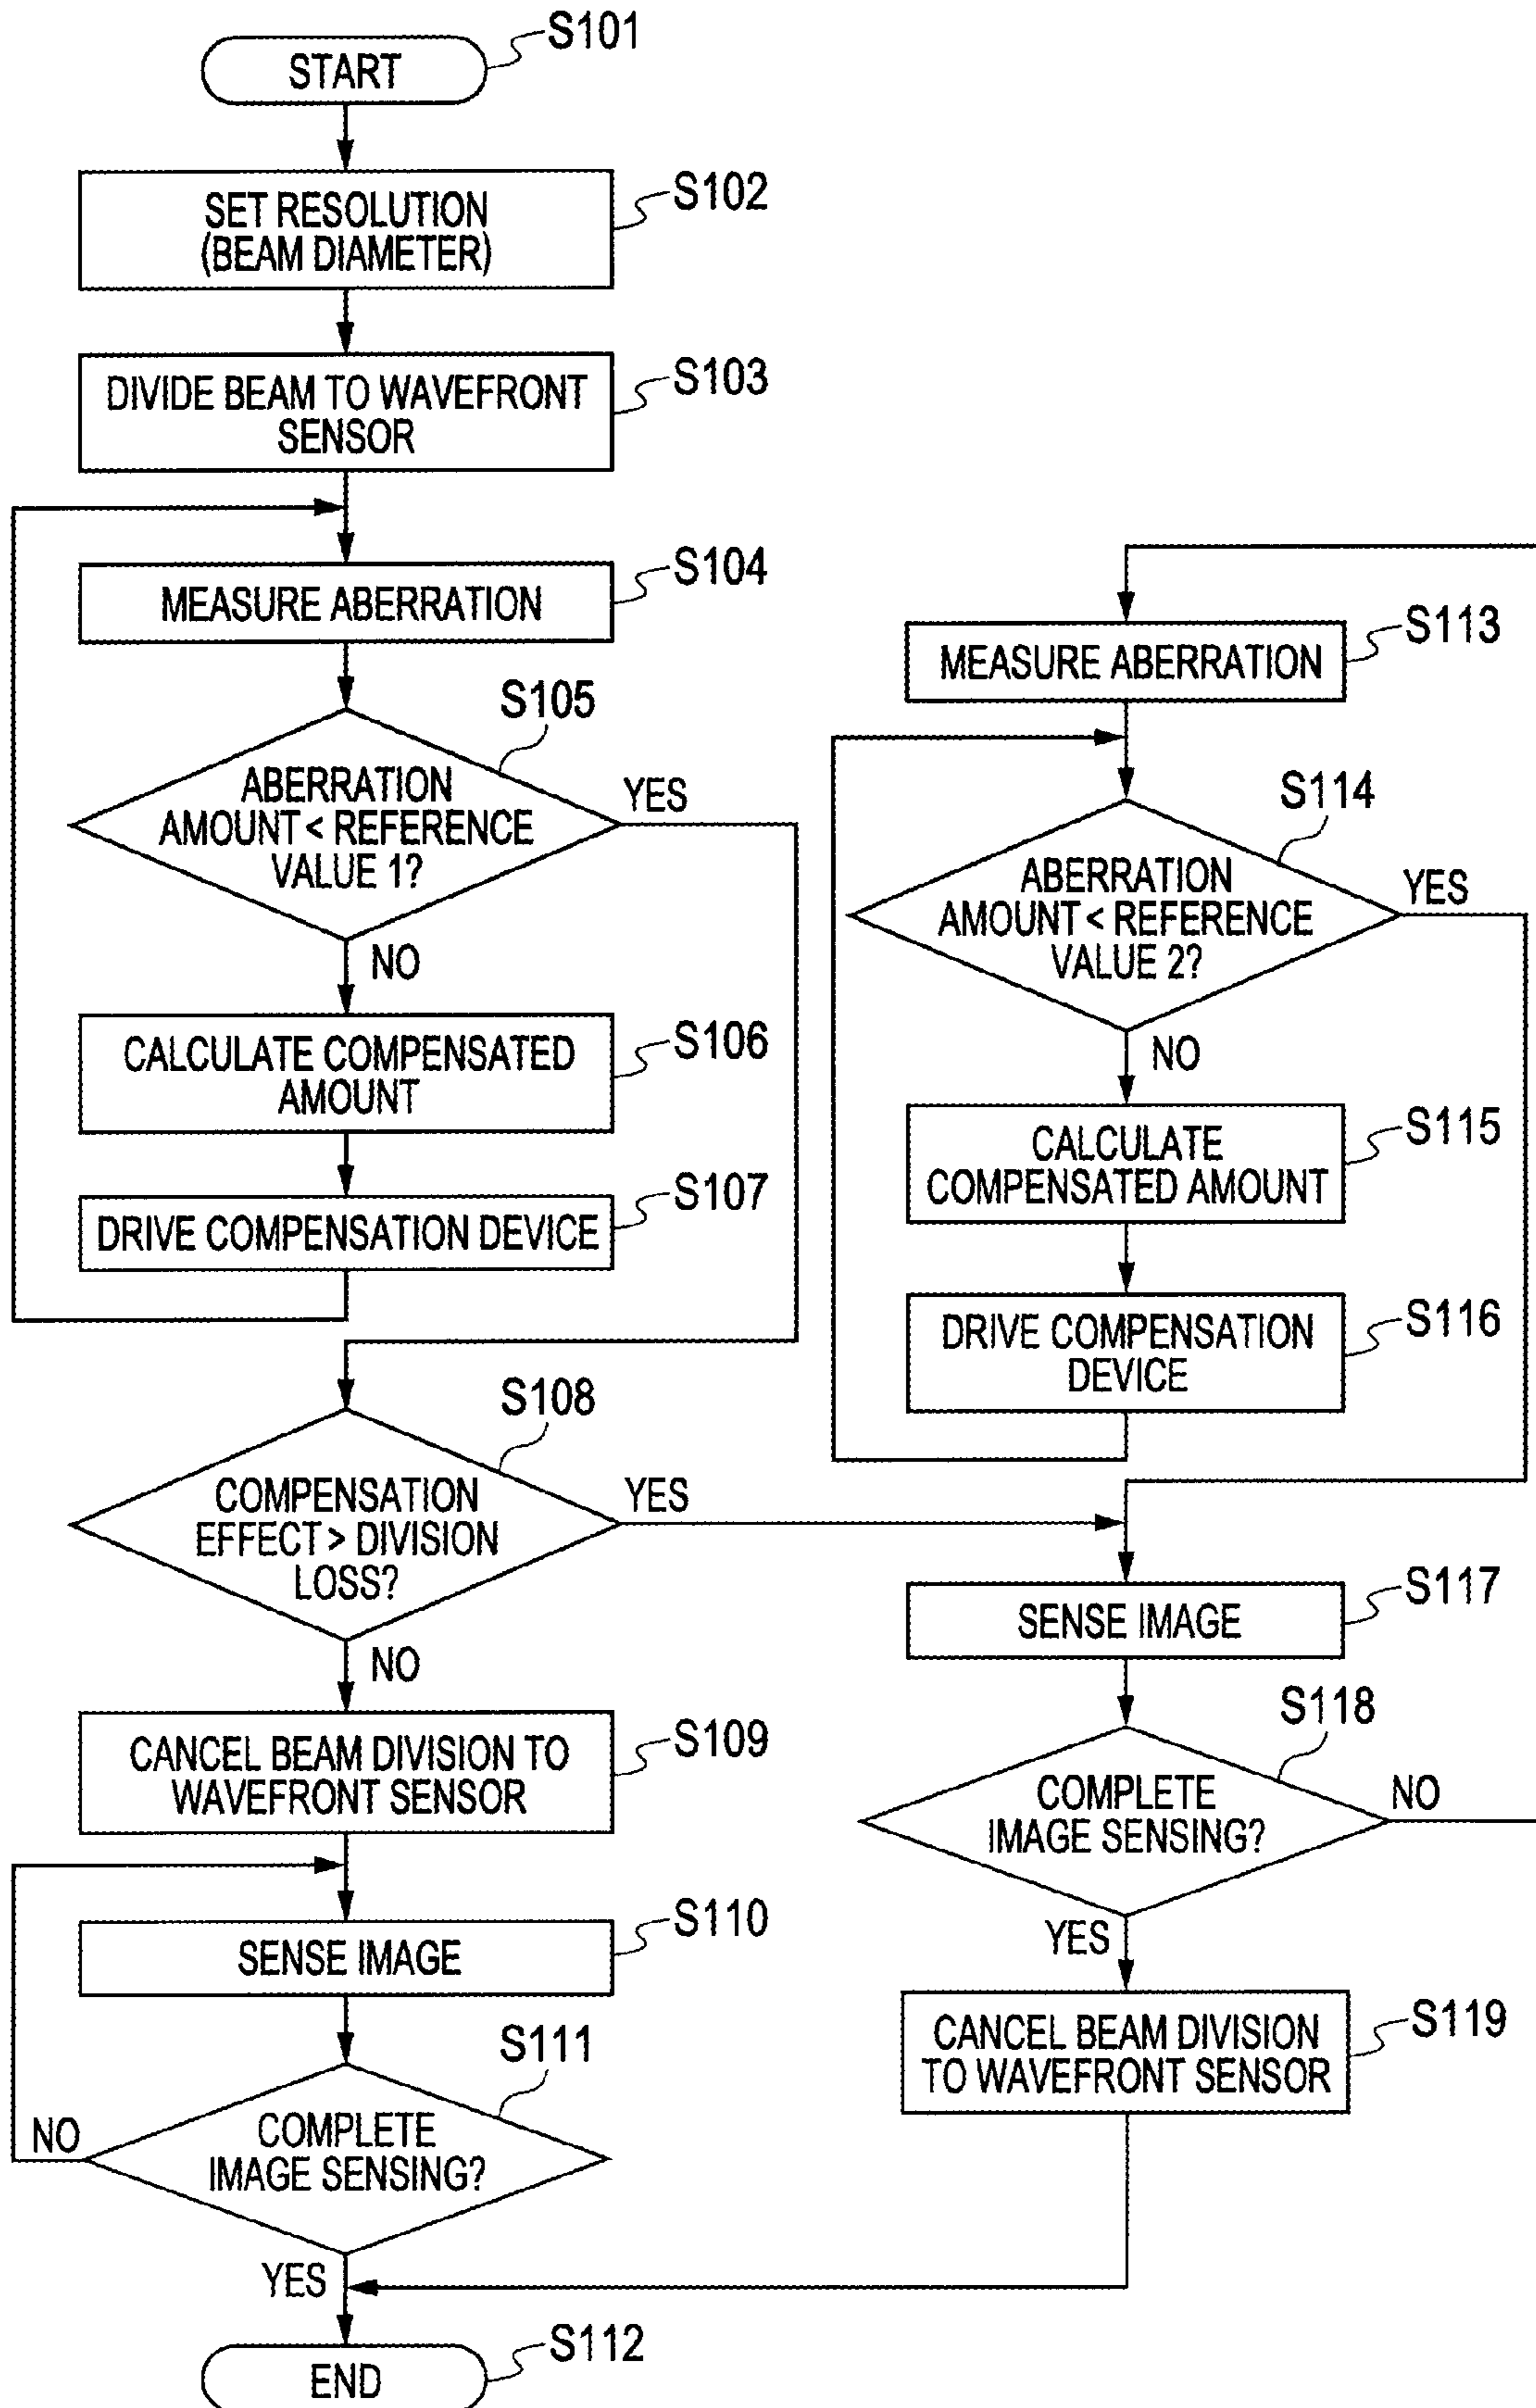 S101
START
S102
SET RESOLUTION
(BEAM DIAMETER)
S103
DIVIDE BEAM TO WAVEFRONT
SENSOR
S104
MEASURE ABERRATION
S105
ABERRATION
AMOUNT < REFERENCE
VALUE 1?
YES
NO
S106
CALCULATE COMPENSATED
AMOUNT
S107
DRIVE COMPENSATION DEVICE
S108
COMPENSATION
EFFECT > DIVISION
LOSS?
YES
NO
S109
CANCEL BEAM DIVISION TO
WAVEFRONT SENSOR
S110
SENSE IMAGE
S111
COMPLETE
IMAGE SENSING?
NO
YES
S112
END
S113
MEASURE ABERRATION
S114
ABERRATION
AMOUNT < REFERENCE
VALUE 2?
YES
NO
S115
CALCULATE
COMPENSATED AMOUNT
S116
DRIVE COMPENSATION
DEVICE
S117
SENSE IMAGE
S118
COMPLETE
IMAGE SENSING?
NO
YES
S119
CANCEL BEAM DIVISION
TO WAVEFRONT SENSOR